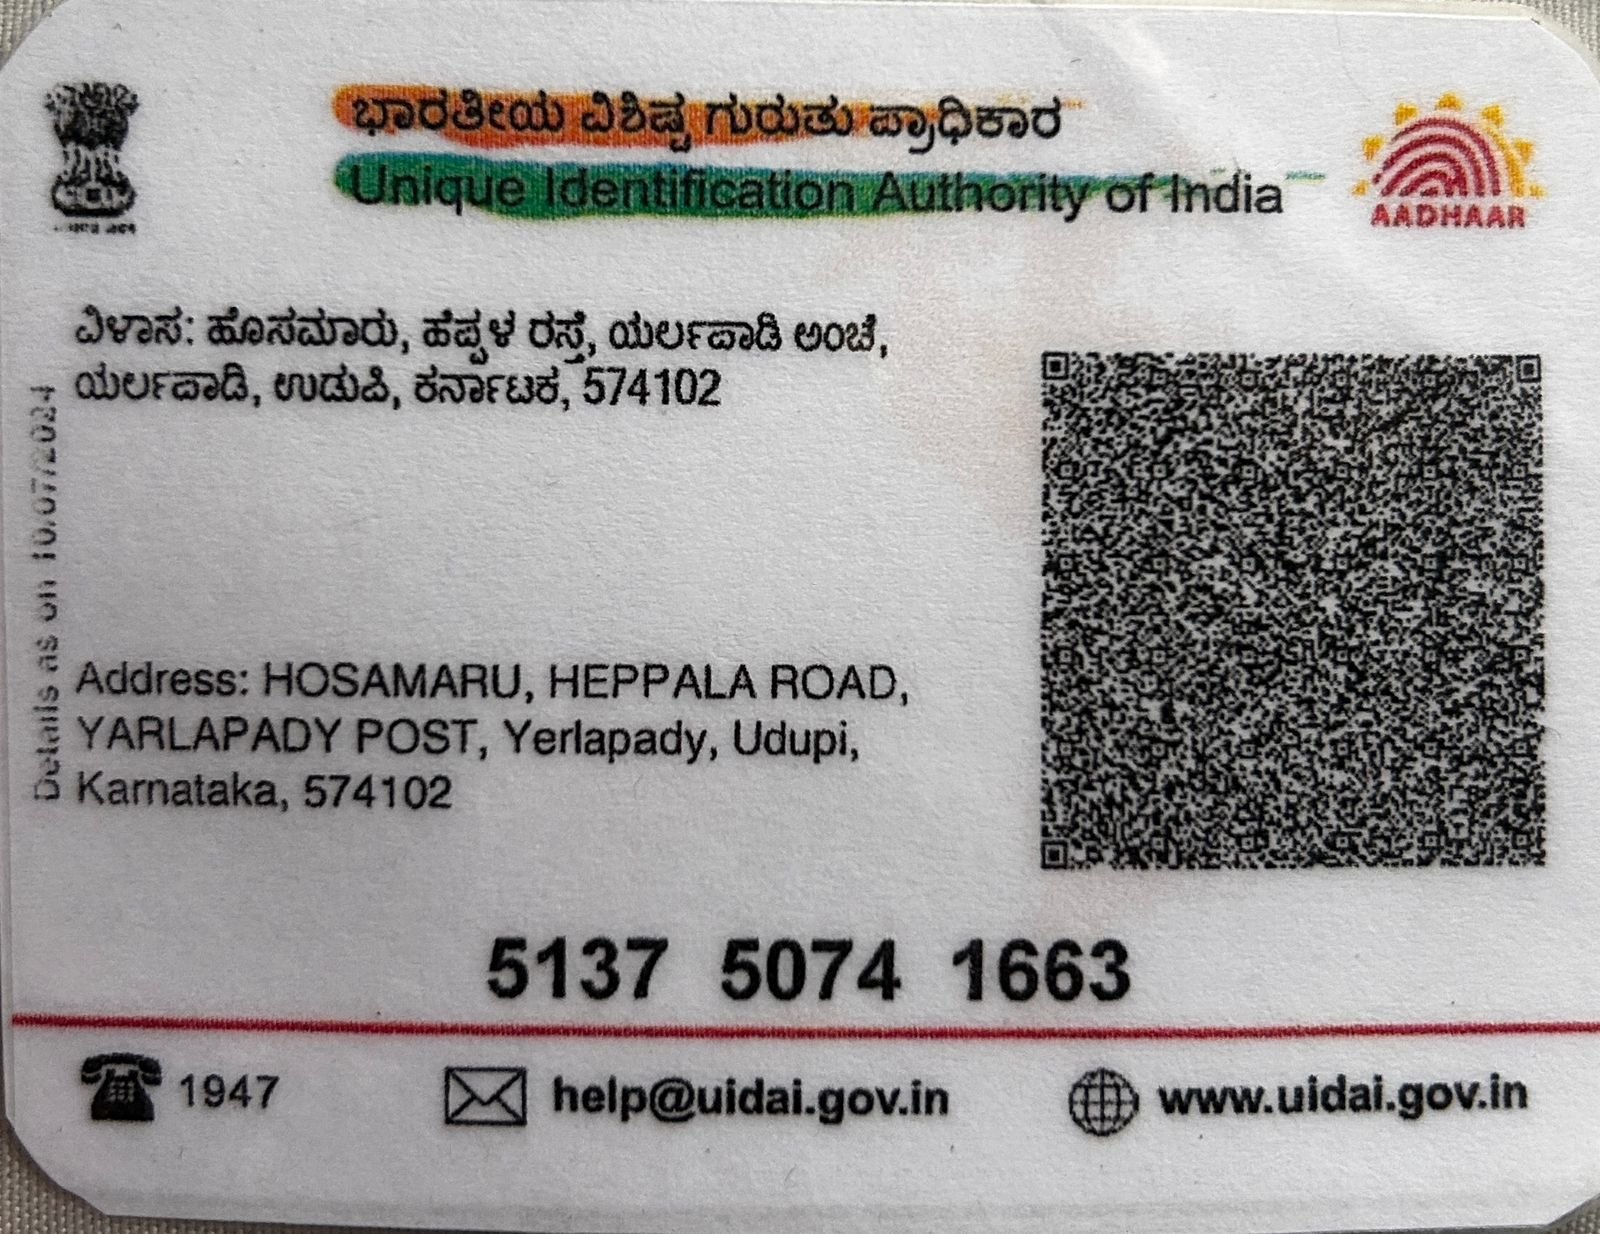 ಭಾರತೀಯ ವಿಶಿಷ್ಟ ಗುರುತು ಪ್ರಾಧಿಕಾರ
Unique Identification Authority of India
AADHAAR
ವಿಳಾಸ: ಹೊಸಮಾರು, ಹೆಪ್ಪಳ ರಸ್ತೆ, ಯರ್ಲಪಾಡಿ ಅಂಚೆ,
ಯರ್ಲಪಾಡಿ, ಉಡುಪಿ, ಕರ್ನಾಟಕ, 574102
Details as on 10/07/2024
Address: HOSAMARU, HEPPALA ROAD,
YARLAPADY POST, Yerlapady, Udupi,
Karnataka, 574102
5137 5074 1663
1947
help@uidai.gov.in
www.uidai.gov.in